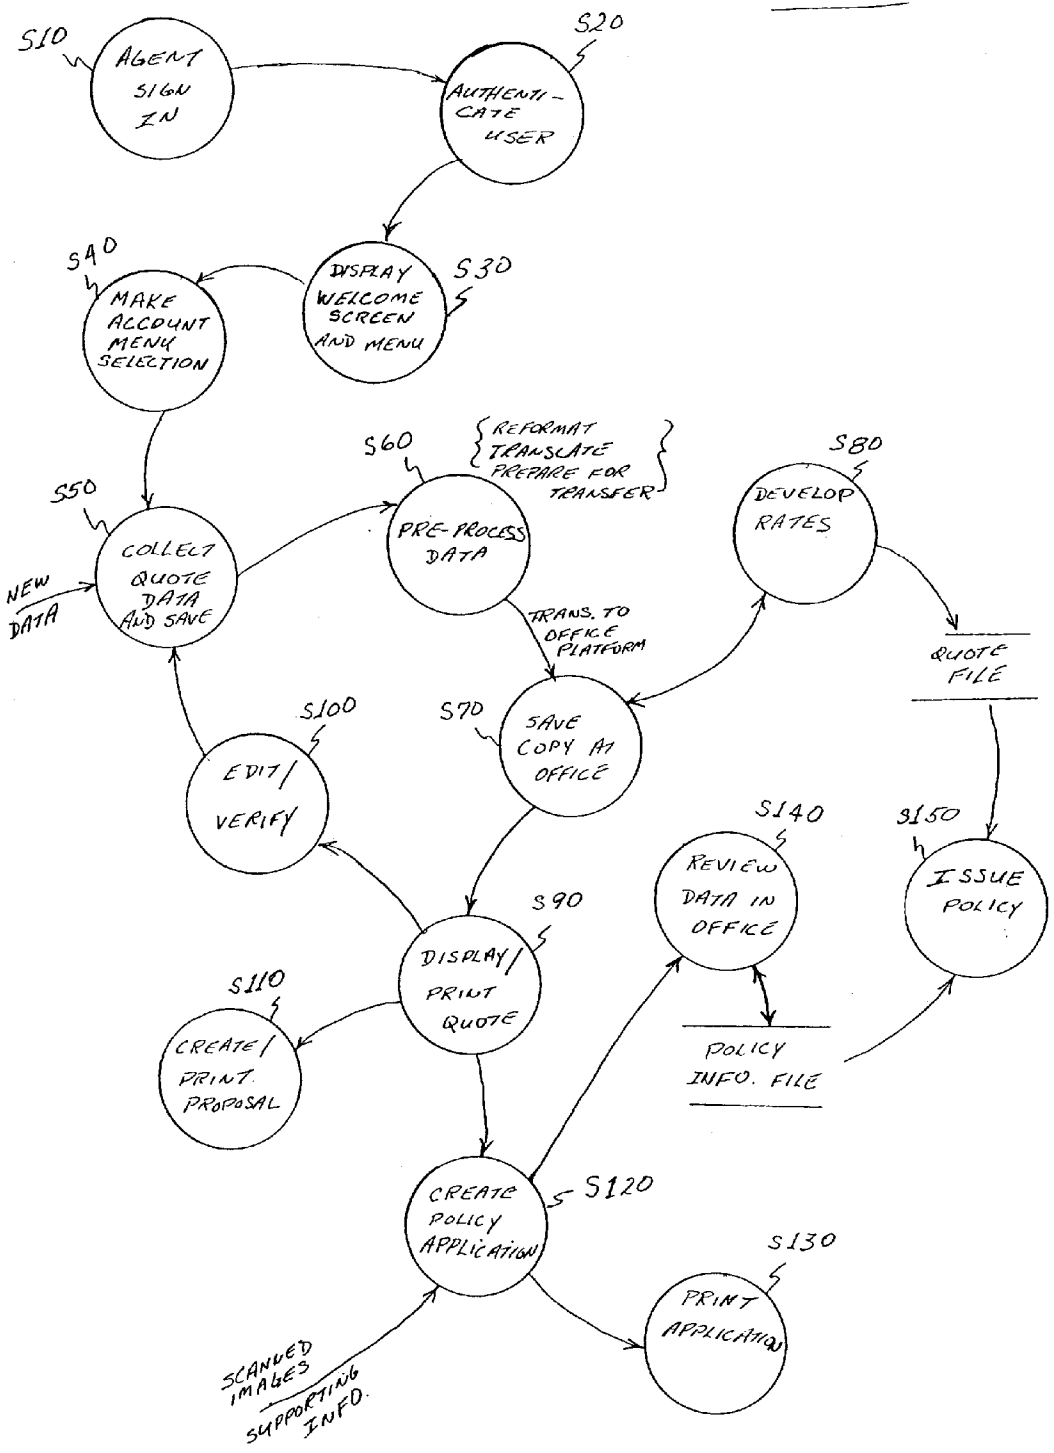 S10
AGENT
SIGN
IN
S20
AUTHENTI-
CATE
USER
S30
DISPLAY
WELCOME
SCREEN
AND MENU
S40
MAKE
ACCOUNT
MENU
SELECTION
S50
COLLECT
QUOTE
DATA
AND SAVE
NEW
DATA
S60
{REFORMAT
TRANSLATE
PREPARE FOR
TRANSFER}
PRE-PROCESS
DATA
TRANS. TO
OFFICE
PLATFORM
S70
SAVE
COPY AT
OFFICE
S80
DEVELOP
RATES
QUOTE
FILE
S100
EDIT/
VERIFY
S90
DISPLAY/
PRINT
QUOTE
S110
CREATE/
PRINT.
PROPOSAL
S140
REVIEW
DATA IN
OFFICE
S150
ISSUE
POLICY
POLICY
INFO. FILE
S120
CREATE
POLICY
APPLICATION
S130
PRINT
APPLICATION
SCANNED
IMAGES
SUPPORTING
INFO.